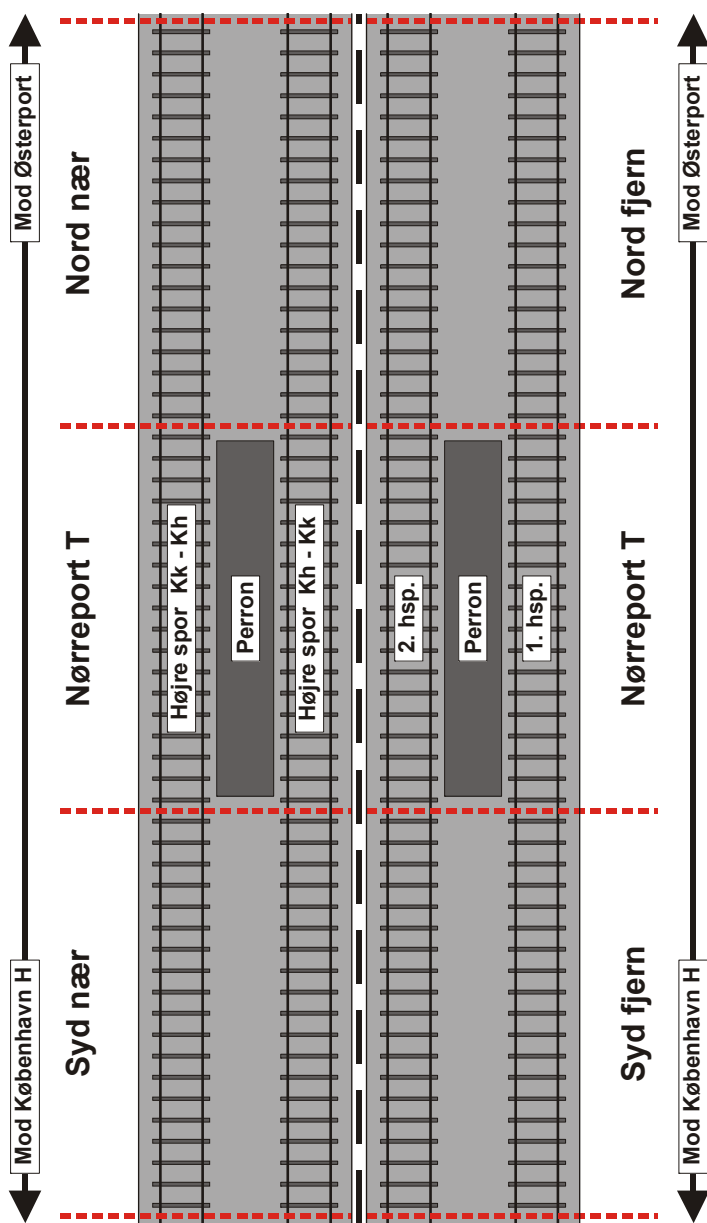 Mod København H
Mod Østerport
Syd nær
Nørreport T
Nord nær
Højre spor Kk - Kh
Perron
Højre spor Kh - Kk
2. hsp.
Perron
1. hsp.
Syd fjern
Nørreport T
Nord fjern
Mod København H
Mod Østerport